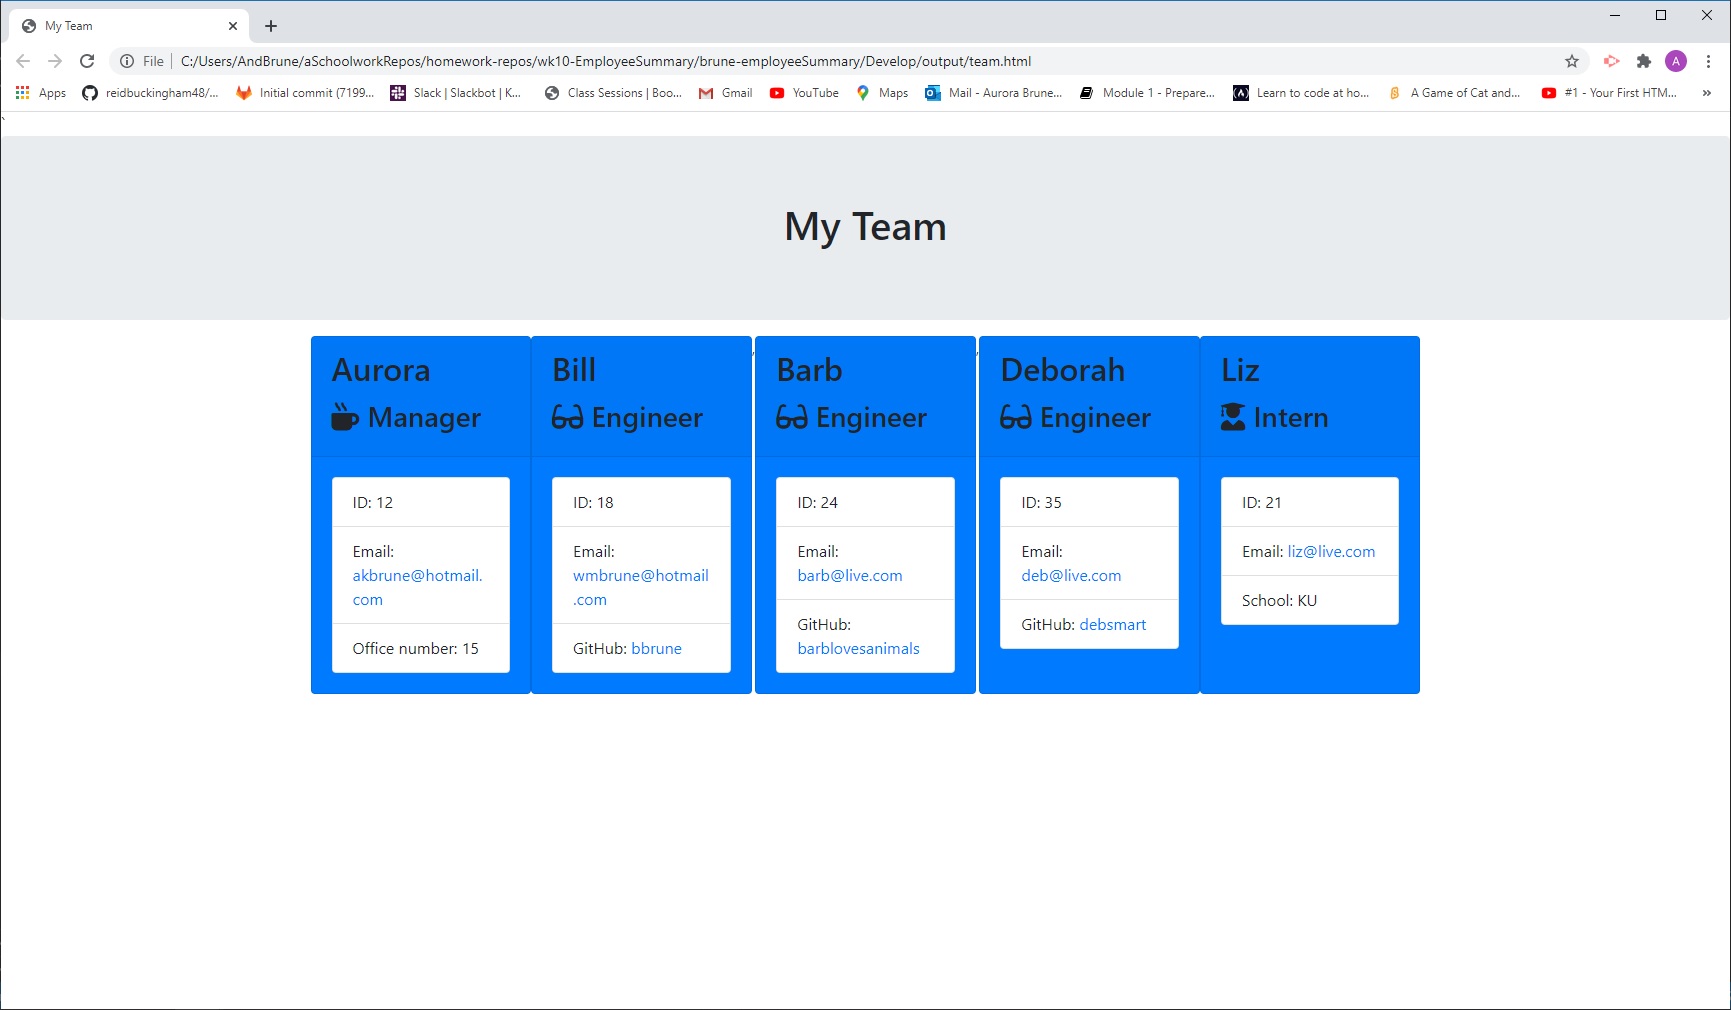 My Team
File
C:/Users/AndBrune/aSchoolworkRepos/homework-repos/wk10-EmployeeSummary/brune-employeeSummary/Develop/output/team.html
A
Apps
reidbuckingham48/...
Initial commit (7199...
Slack | Slackbot | K...
Class Sessions | Boo...
Gmail
YouTube
Maps
Mail - Aurora Brune...
Module 1 - Prepare...
Learn to code at ho...
A Game of Cat and...
#1 - Your First HTM...
»
`
My Team
Aurora
Manager
ID: 12
Email:
akbrune@hotmail.
com
Office number: 15
Bill
Engineer
ID: 18
Email:
wmbrune@hotmail
.com
GitHub: bbrune
,
Barb
Engineer
ID: 24
Email:
barb@live.com
GitHub:
barblovesanimals
,
Deborah
Engineer
ID: 35
Email:
deb@live.com
GitHub: debsmart
Liz
Intern
ID: 21
Email: liz@live.com
School: KU